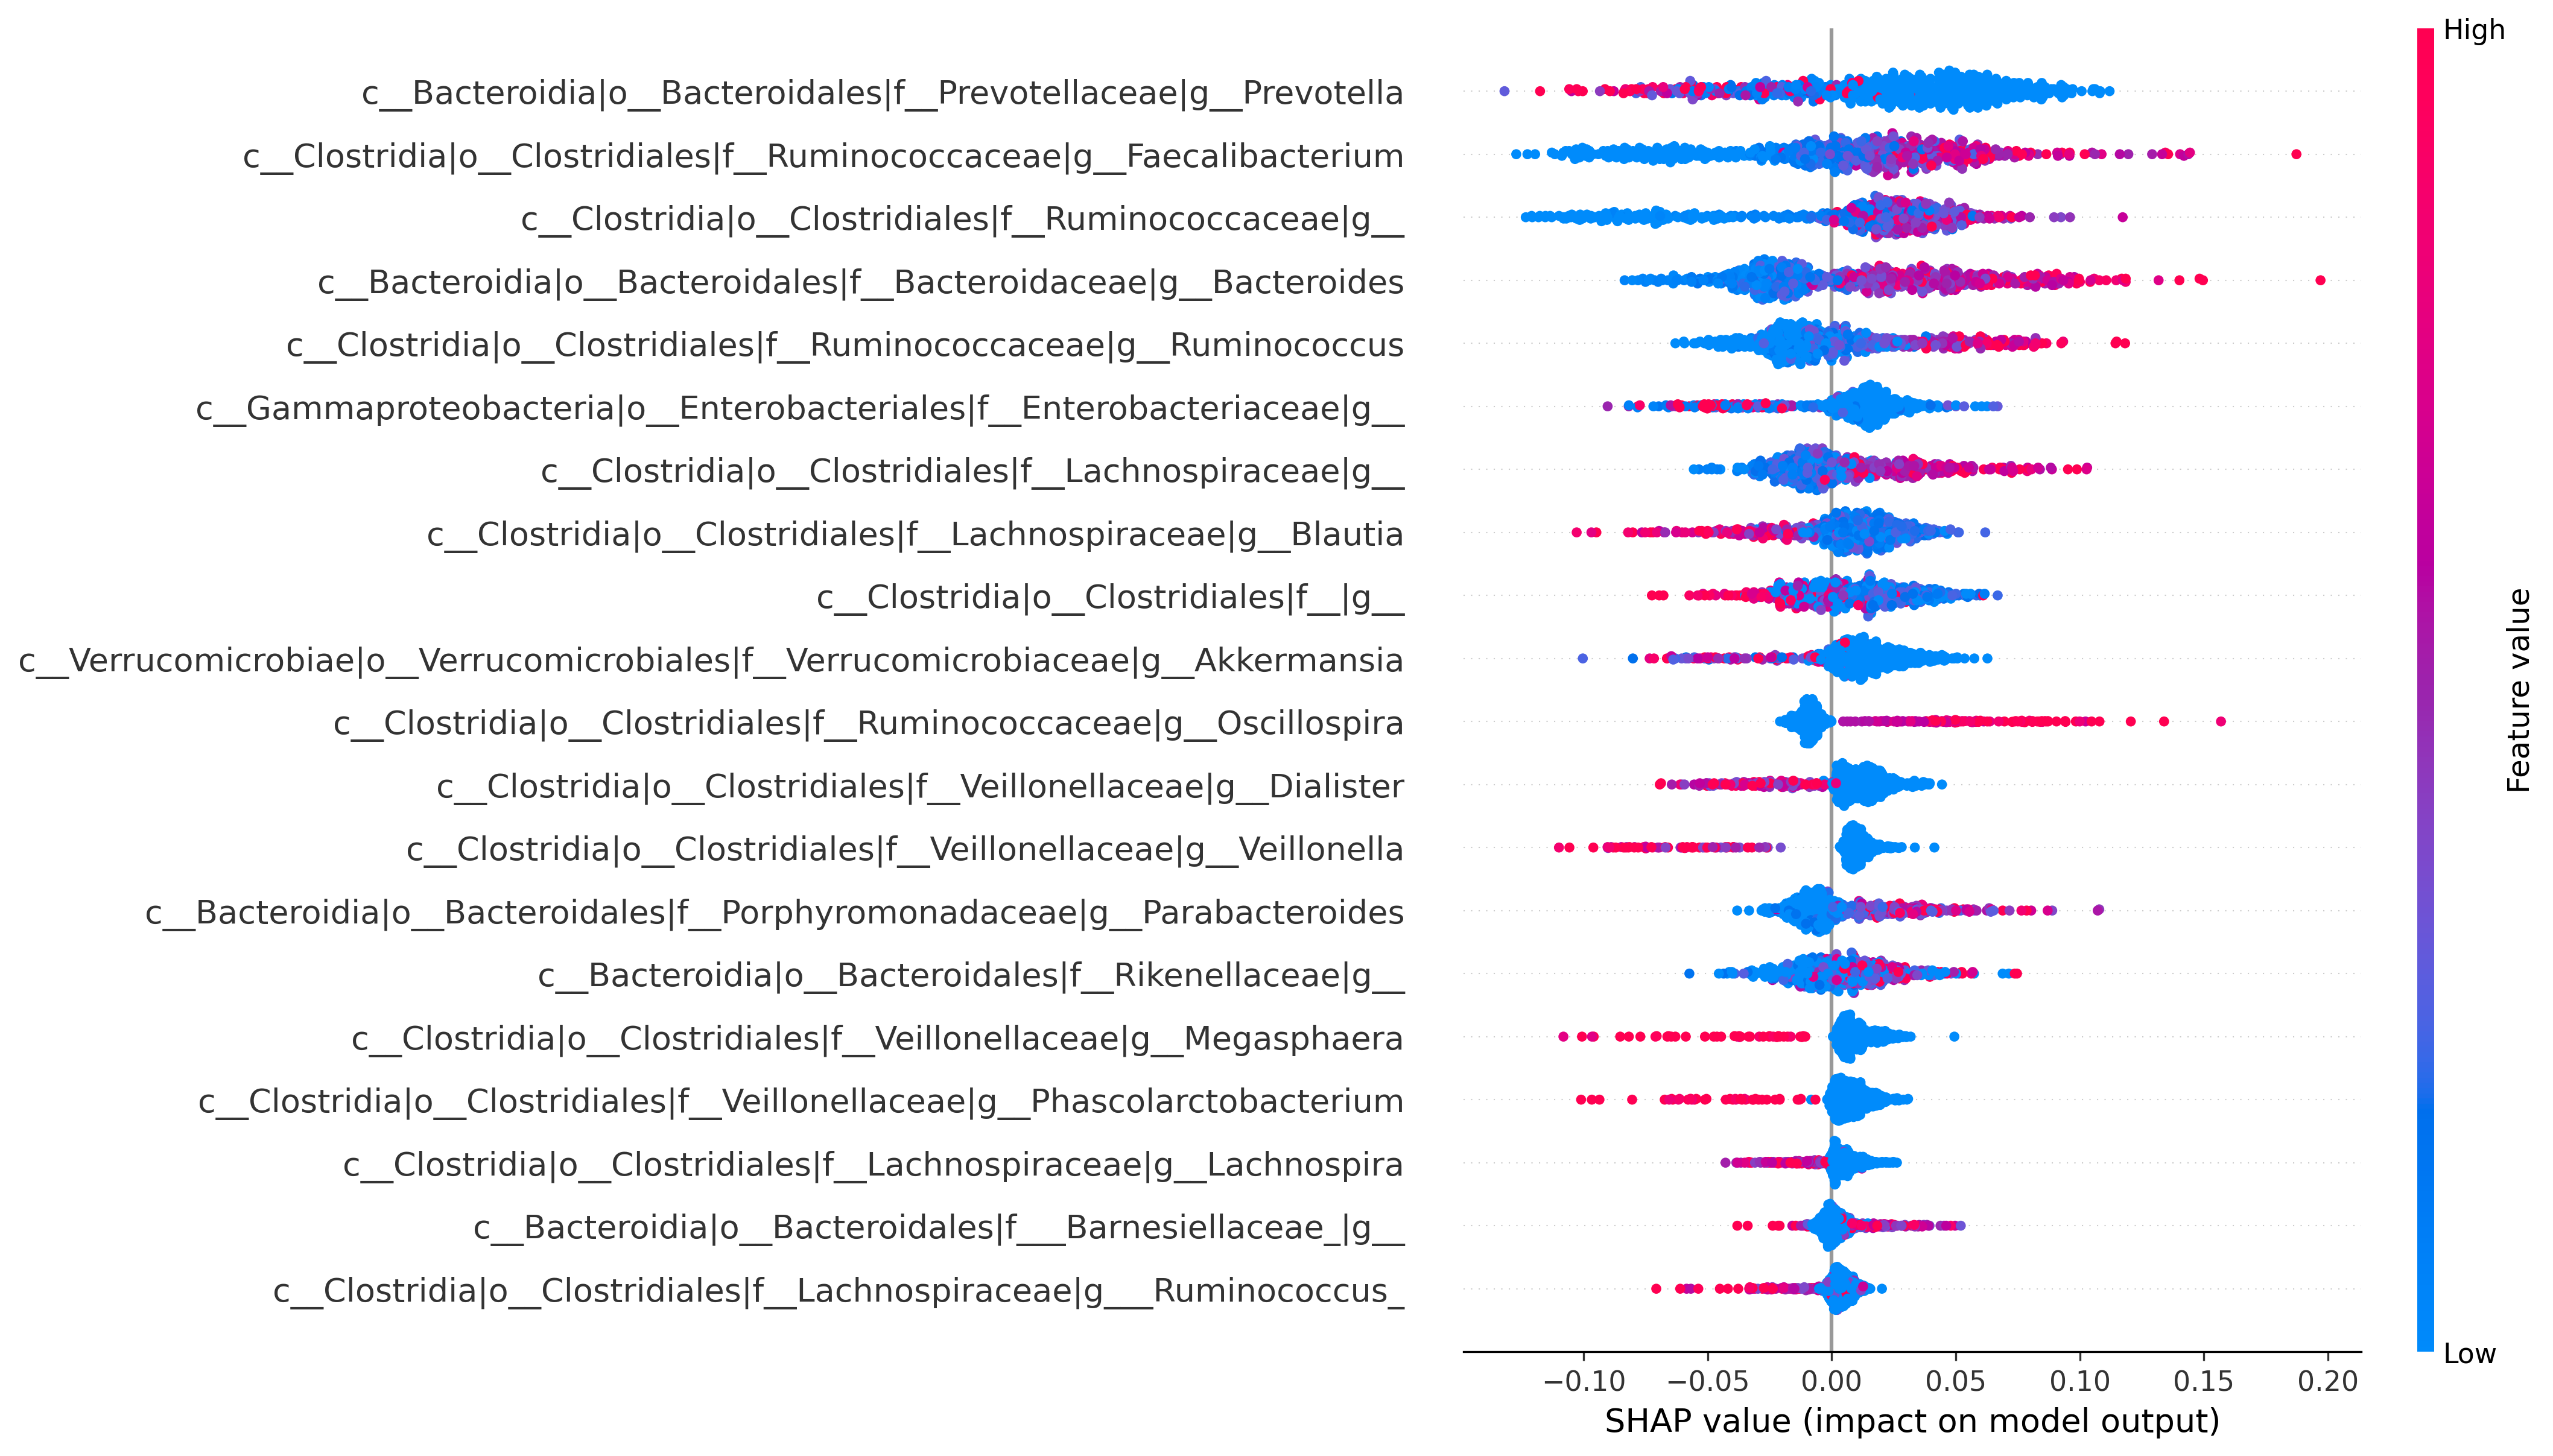 High
c__Bacteroidia|o__Bacteroidales|f__Prevotellaceae|g__Prevotella
c__Clostridia|o__Clostridiales|f__Ruminococcaceae|g__Faecalibacterium
c__Clostridia|o__Clostridiales|f__Ruminococcaceae|g__
c__Bacteroidia|o__Bacteroidales|f__Bacteroidaceae|g__Bacteroides
c__Clostridia|o__Clostridiales|f__Ruminococcaceae|g__Ruminococcus
c__Gammaproteobacteria|o__Enterobacteriales|f__Enterobacteriaceae|g__
c__Clostridia|o__Clostridiales|f__Lachnospiraceae|g__
c__Clostridia|o__Clostridiales|f__Lachnospiraceae|g__Blautia
c__Clostridia|o__Clostridiales|f__|g__
c__Verrucomicrobiae|o__Verrucomicrobiales|f__Verrucomicrobiaceae|g__Akkermansia
c__Clostridia|o__Clostridiales|f__Ruminococcaceae|g__Oscillospira
c__Clostridia|o__Clostridiales|f__Veillonellaceae|g__Dialister
c__Clostridia|o__Clostridiales|f__Veillonellaceae|g__Veillonella
c__Bacteroidia|o__Bacteroidales|f__Porphyromonadaceae|g__Parabacteroides
c__Bacteroidia|o__Bacteroidales|f__Rikenellaceae|g__
c__Clostridia|o__Clostridiales|f__Veillonellaceae|g__Megasphaera
c__Clostridia|o__Clostridiales|f__Veillonellaceae|g__Phascolarctobacterium
c__Clostridia|o__Clostridiales|f__Lachnospiraceae|g__Lachnospira
c__Bacteroidia|o__Bacteroidales|f___Barnesiellaceae_|g__
c__Clostridia|o__Clostridiales|f__Lachnospiraceae|g___Ruminococcus_
Feature value
Low
−0.10 −0.05 0.00 0.05 0.10 0.15 0.20
SHAP value (impact on model output)